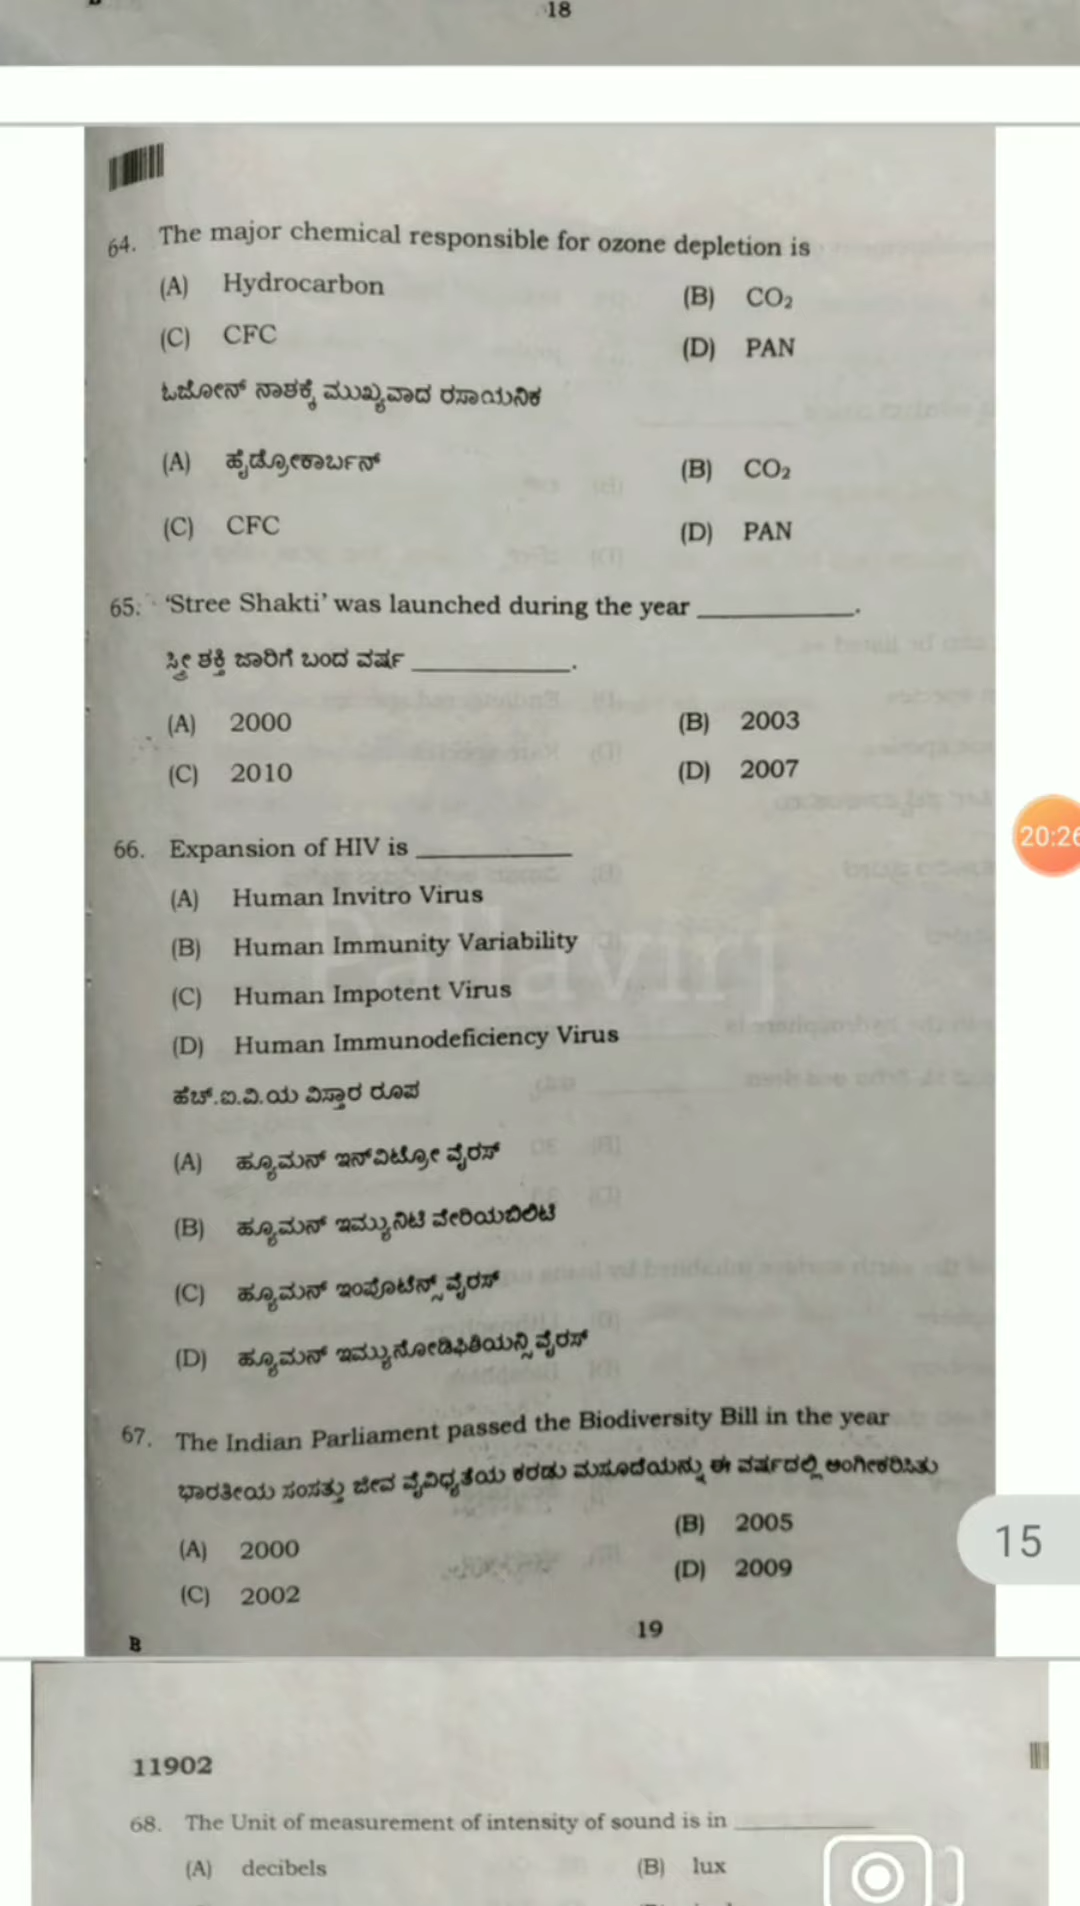 18
64. The major chemical responsible for ozone depletion is
(A) Hydrocarbon
(B) CO₂
(C) CFC
(D) PAN
ಓಜೋನ್ ನಾಶಕ್ಕೆ ಮುಖ್ಯವಾದ ರಸಾಯನಿಕ
(A) ಹೈಡ್ರೋಕಾರ್ಬನ್
(B) CO₂
(C) CFC
(D) PAN
65. 'Stree Shakti' was launched during the year ____________.
ಸ್ತ್ರೀ ಶಕ್ತಿ ಜಾರಿಗೆ ಬಂದ ವರ್ಷ ____________.
(A) 2000
(B) 2003
(C) 2010
(D) 2007
66. Expansion of HIV is ____________
(A) Human Invitro Virus
(B) Human Immunity Variability
(C) Human Impotent Virus
(D) Human Immunodeficiency Virus
ಹೆಚ್.ಐ.ವಿ.ಯ ವಿಸ್ತಾರ ರೂಪ
(A) ಹ್ಯೂಮನ್ ಇನ್‌ವಿಟ್ರೋ ವೈರಸ್
(B) ಹ್ಯೂಮನ್ ಇಮ್ಯುನಿಟಿ ವೇರಿಯಬಿಲಿಟಿ
(C) ಹ್ಯೂಮನ್ ಇಂಪೊಟೆನ್ಸ್ ವೈರಸ್
(D) ಹ್ಯೂಮನ್ ಇಮ್ಯುನೋಡಿಫಿಶಿಯನ್ಸಿ ವೈರಸ್
67. The Indian Parliament passed the Biodiversity Bill in the year
ಭಾರತೀಯ ಸಂಸತ್ತು ಜೀವ ವೈವಿಧ್ಯತೆಯ ಕರಡು ಮಸೂದೆಯನ್ನು ಈ ವರ್ಷದಲ್ಲಿ ಅಂಗೀಕರಿಸಿತು
(A) 2000
(B) 2005
(C) 2002
(D) 2009
B
19
20:26
15
Pallavirj
11902
68. The Unit of measurement of intensity of sound is in ____________
(A) decibels
(B) lux